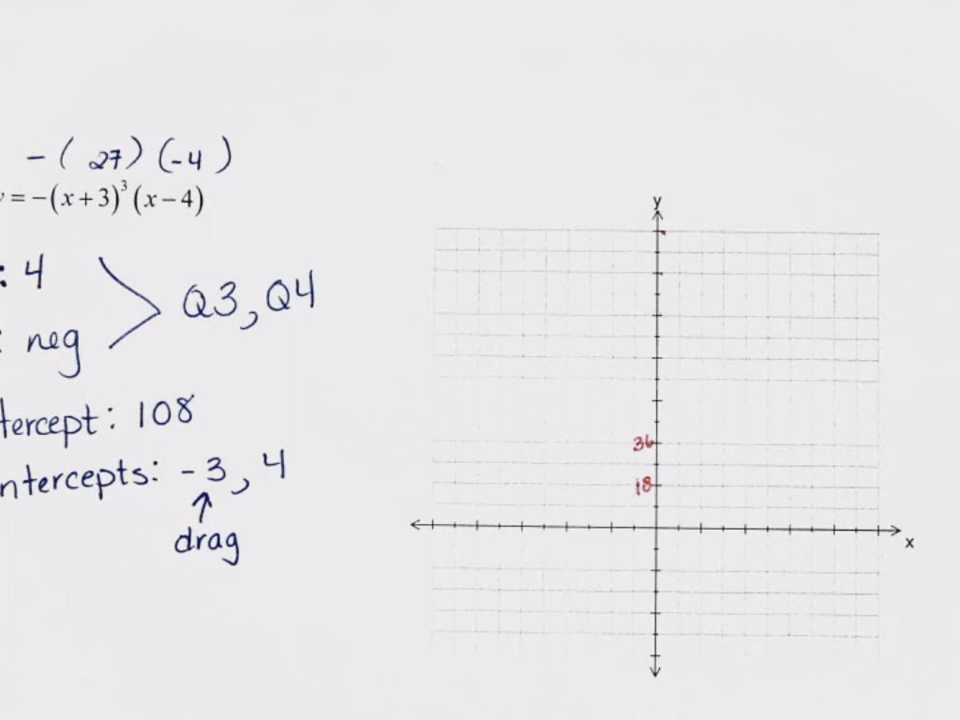 -( 27)(-4 )
y=-(x+3)³(x-4)
: 4
: neg
Q3, Q4
tercept: 108
ntercepts: -3, 4
↑
drag
y
36
18
x